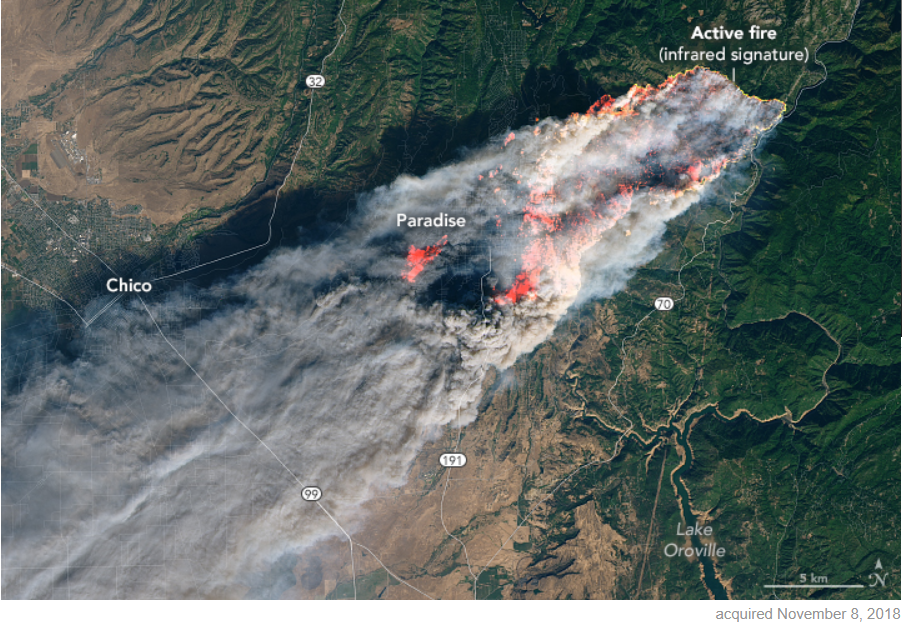 Active fire
(infrared signature)
32
Paradise
Chico
70
191
99
Lake
Oroville
5 km
N
acquired November 8, 2018